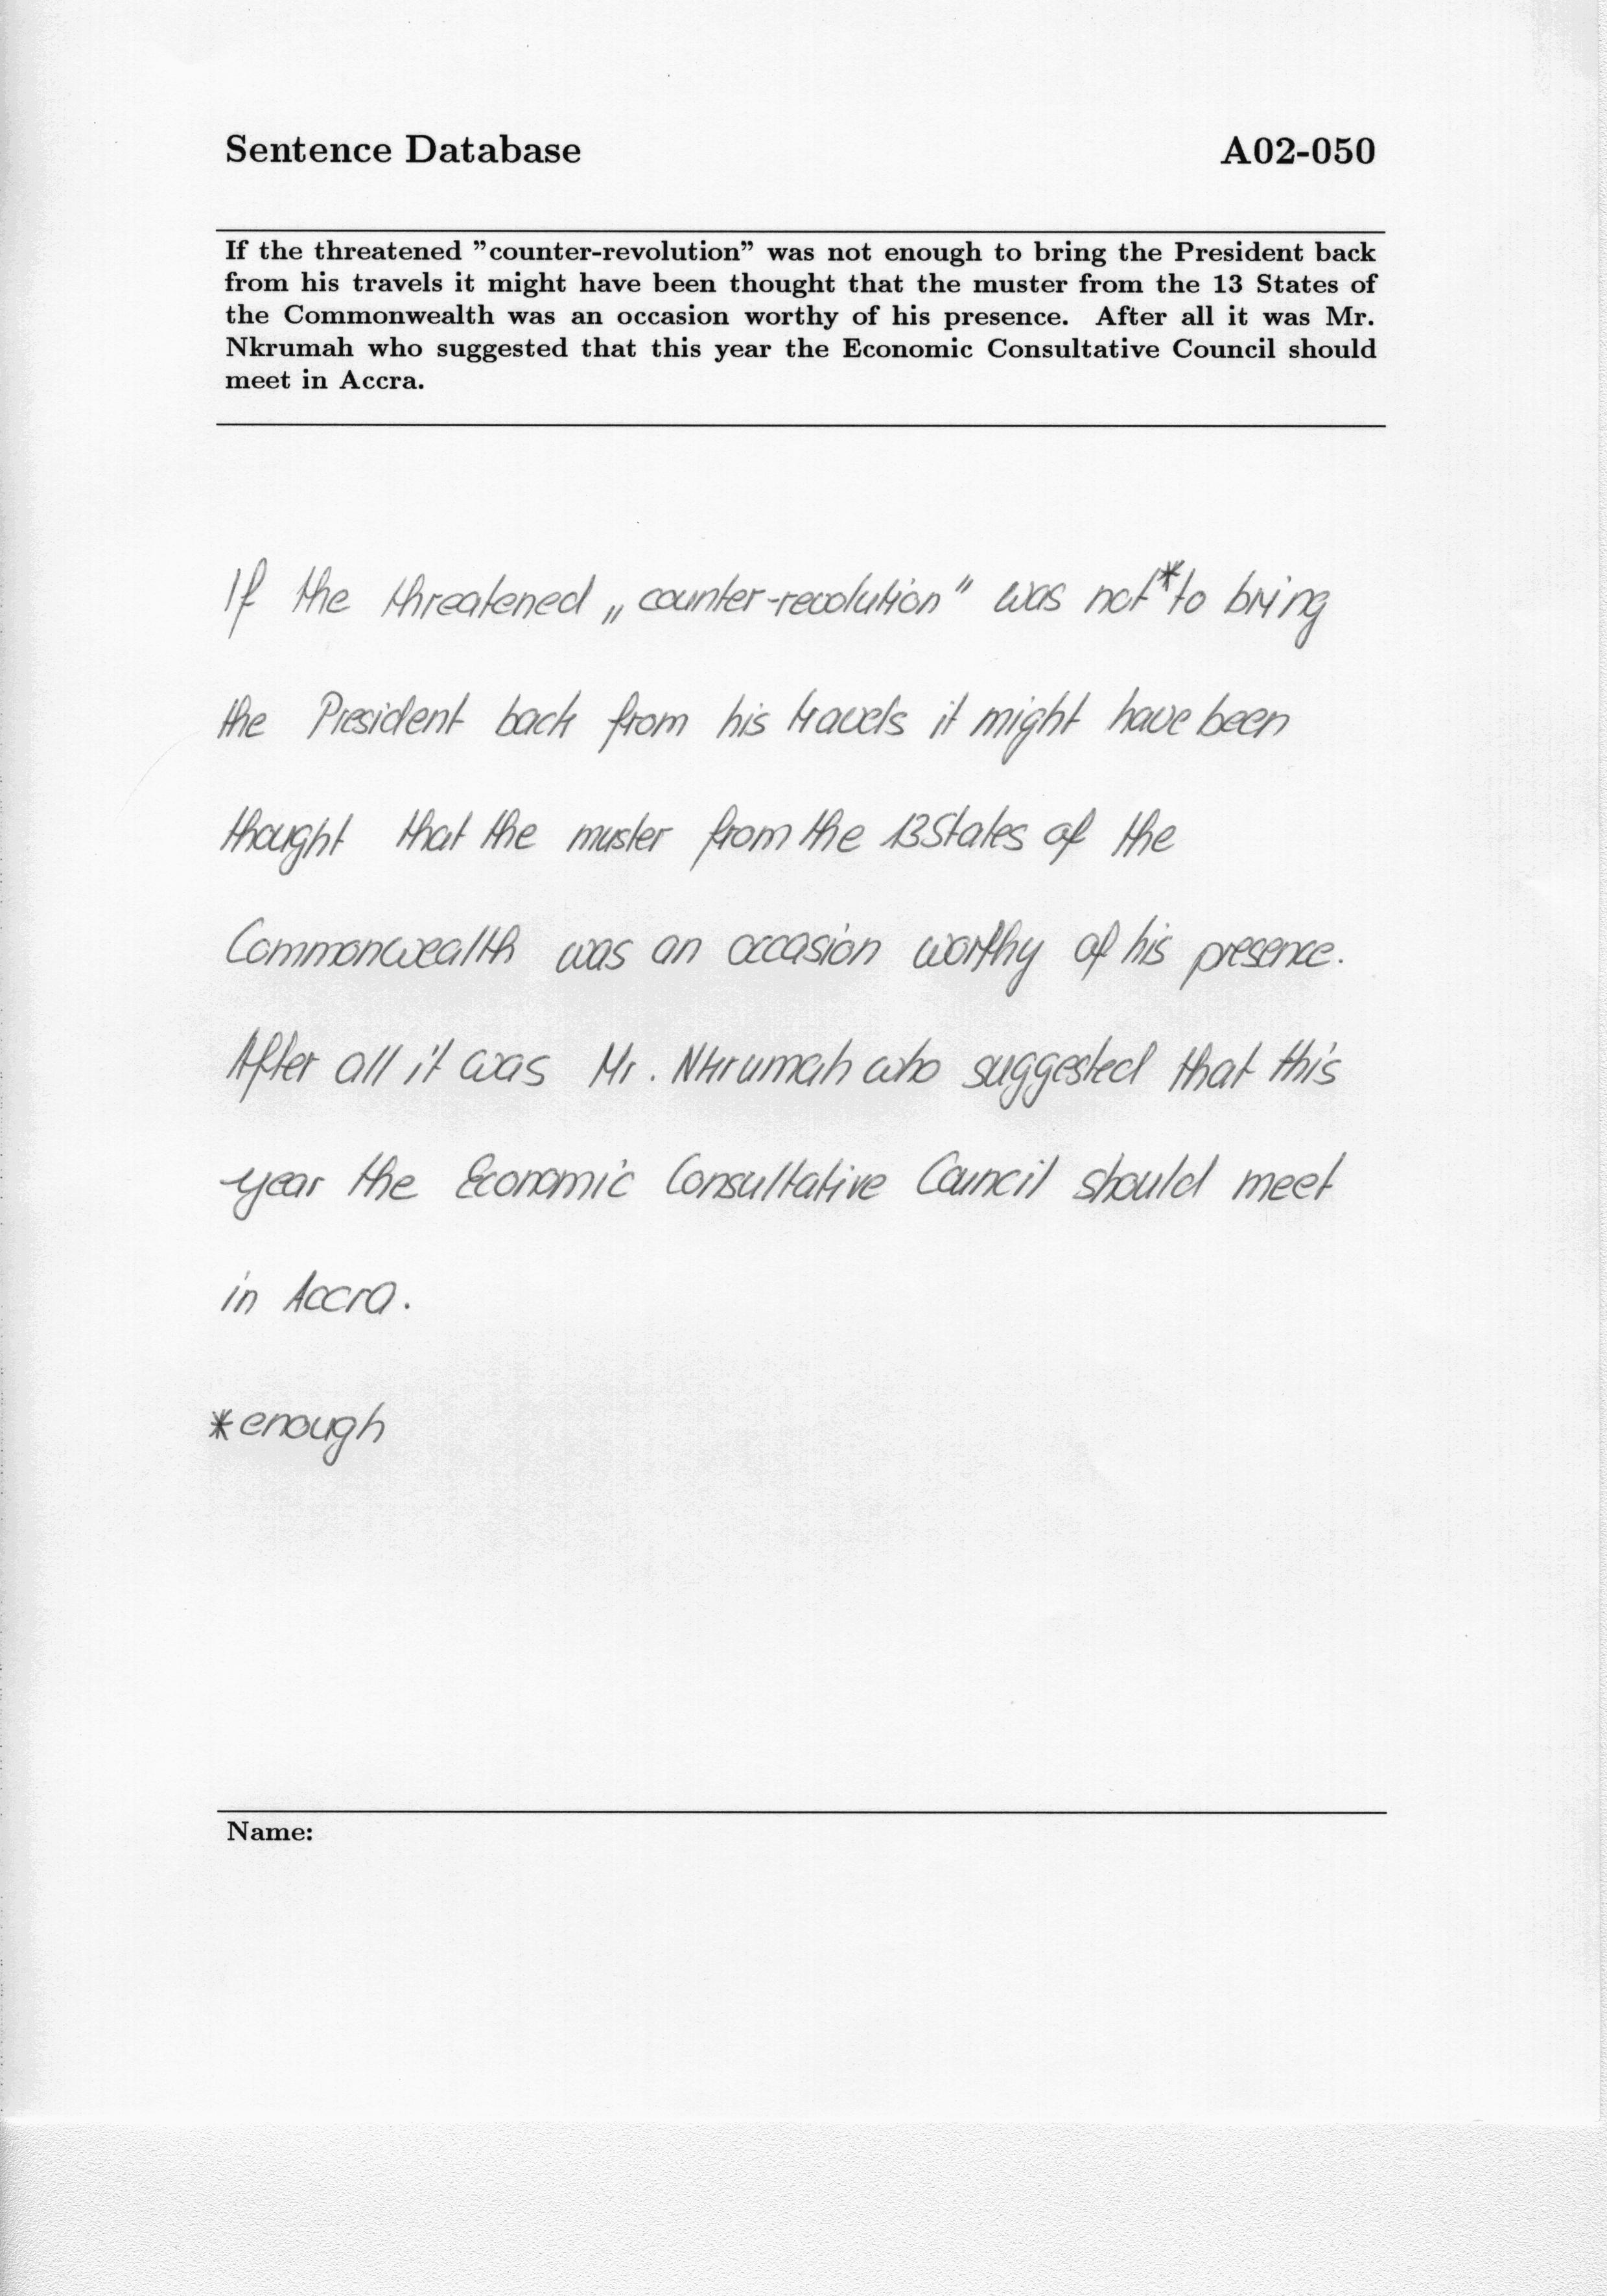 Sentence Database A02-050
If the threatened ”counter-revolution” was not enough to bring the President back
from his travels it might have been thought that the muster from the 13 States of
the Commonwealth was an occasion worthy of his presence. After all it was Mr.
Nkrumah who suggested that this year the Economic Consultative Council should
meet in Accra.
If the threatened „counter-revolution" was not*to bring
the President back from his travels it might have been
thought that the muster from the 13 States of the
Commonwealth was an occasion worthy of his presence.
After all it was Mr. Nkrumah who suggested that this
year the Economic Consultative Council should meet
in Accra.
*enough
Name: